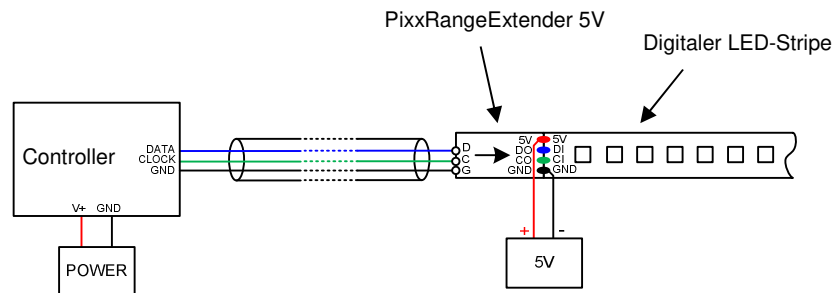 PixxRangeExtender 5V
Digitaler LED-Stripe
Controller
DATA
CLOCK
GND
V+ GND
POWER
D
C
G
5V
DO
CO
GND
5V
DI
CI
GND
+ -
5V